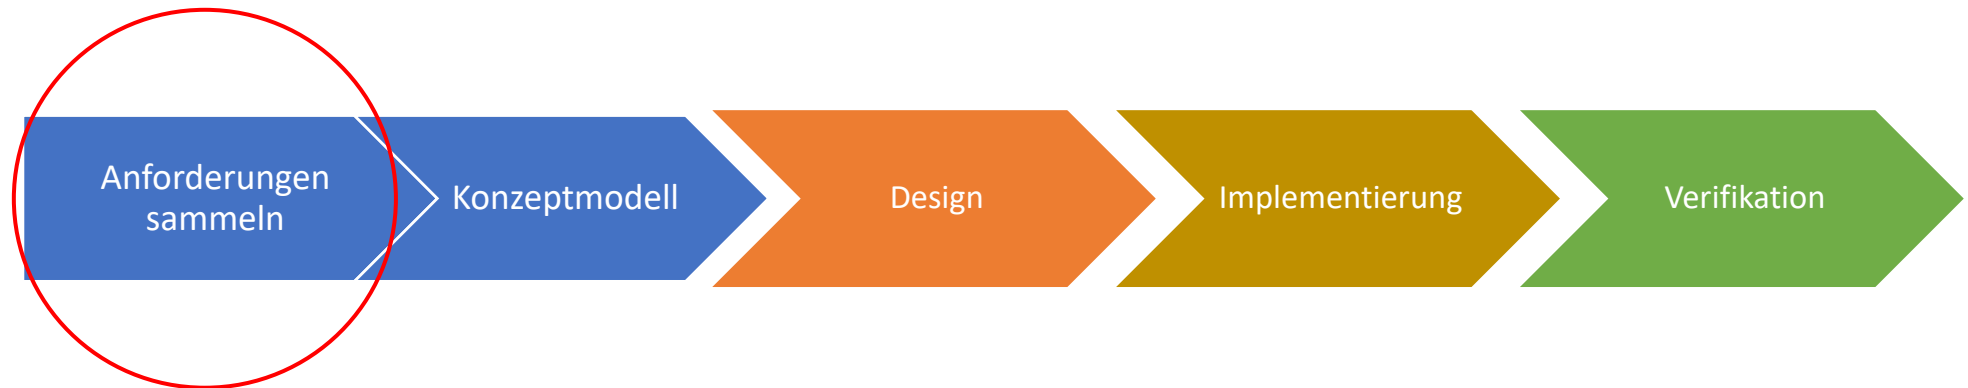 Anforderungen
sammeln
Konzeptmodell
Design
Implementierung
Verifikation